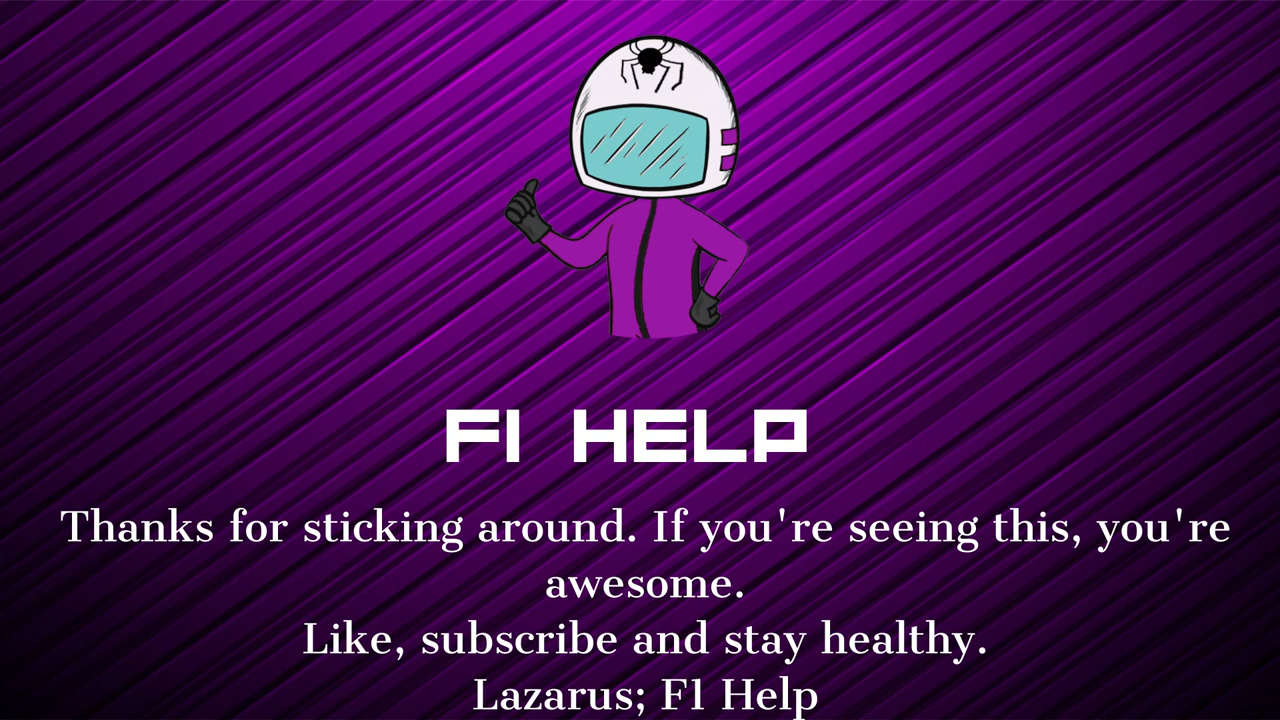 F1 HELP
Thanks for sticking around. If you're seeing this, you're
awesome.
Like, subscribe and stay healthy.
Lazarus; F1 Help